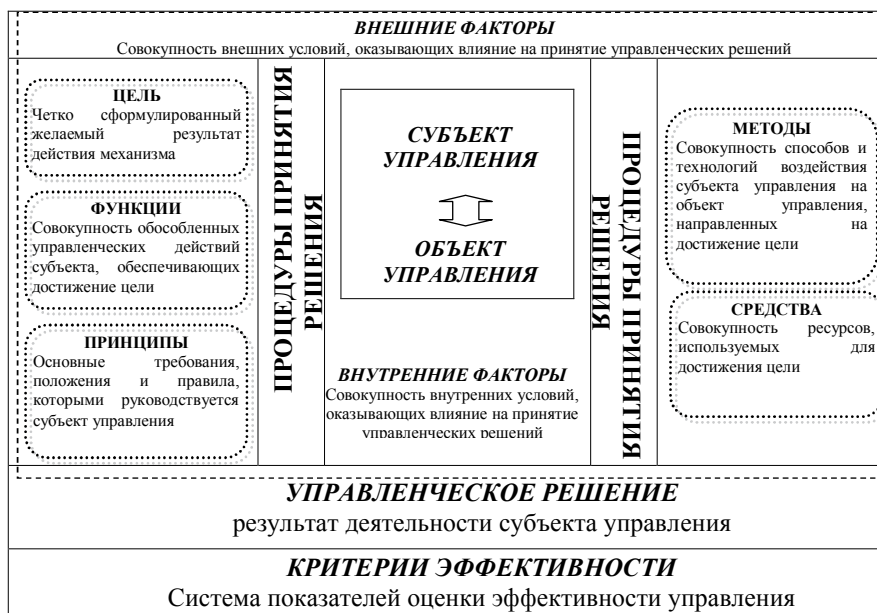 ВНЕШНИЕ ФАКТОРЫ
Совокупность внешних условий, оказывающих влияние на принятие управленческих решений
ЦЕЛЬ
Четко сформулированный
желаемый результат
действия механизма
ФУНКЦИИ
Совокупность обособленных
управленческих действий
субъекта, обеспечивающих
достижение цели
ПРИНЦИПЫ
Основные требования,
положения и правила,
которыми руководствуется
субъект управления
ПРОЦЕДУРЫ ПРИНЯТИЯ
РЕШЕНИЯ
СУБЪЕКТ
УПРАВЛЕНИЯ
ОБЪЕКТ
УПРАВЛЕНИЯ
ВНУТРЕННИЕ ФАКТОРЫ
Совокупность внутренних условий,
оказывающих влияние на принятие
управленческих решений
ПРОЦЕДУРЫ ПРИНЯТИЯ
РЕШЕНИЯ
МЕТОДЫ
Совокупность способов и
технологий воздействия
субъекта управления на
объект управления,
направленных на
достижение цели
СРЕДСТВА
Совокупность ресурсов,
используемых для
достижения цели
УПРАВЛЕНЧЕСКОЕ РЕШЕНИЕ
результат деятельности субъекта управления
КРИТЕРИИ ЭФФЕКТИВНОСТИ
Система показателей оценки эффективности управления